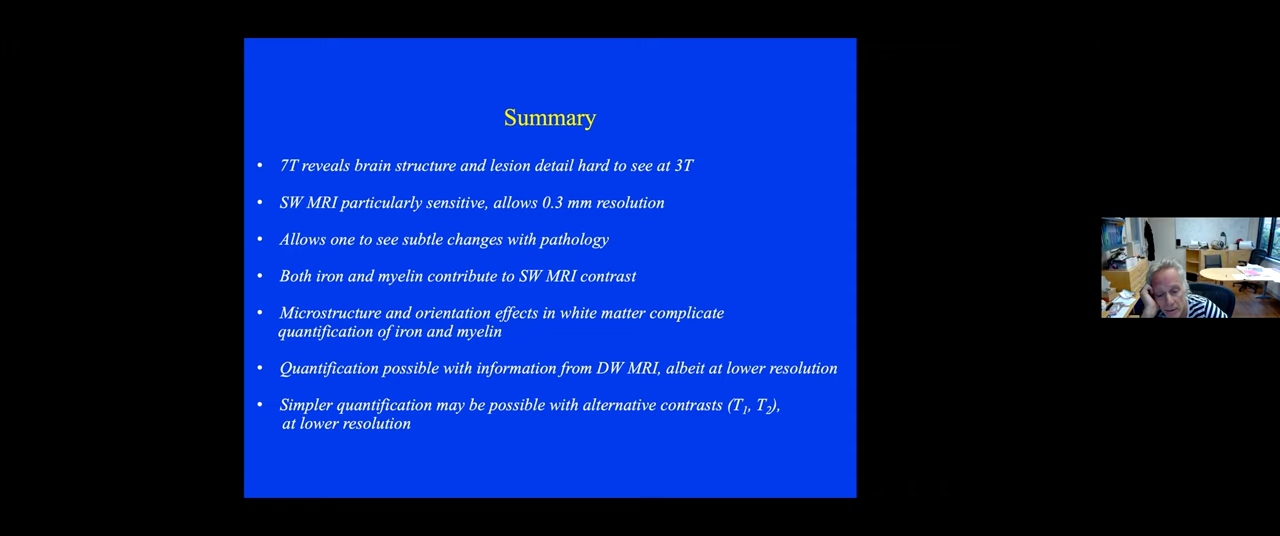 Summary
• 7T reveals brain structure and lesion detail hard to see at 3T
• SW MRI particularly sensitive, allows 0.3 mm resolution
• Allows one to see subtle changes with pathology
• Both iron and myelin contribute to SW MRI contrast
• Microstructure and orientation effects in white matter complicate
quantification of iron and myelin
• Quantification possible with information from DW MRI, albeit at lower resolution
• Simpler quantification may be possible with alternative contrasts (T1, T2),
at lower resolution